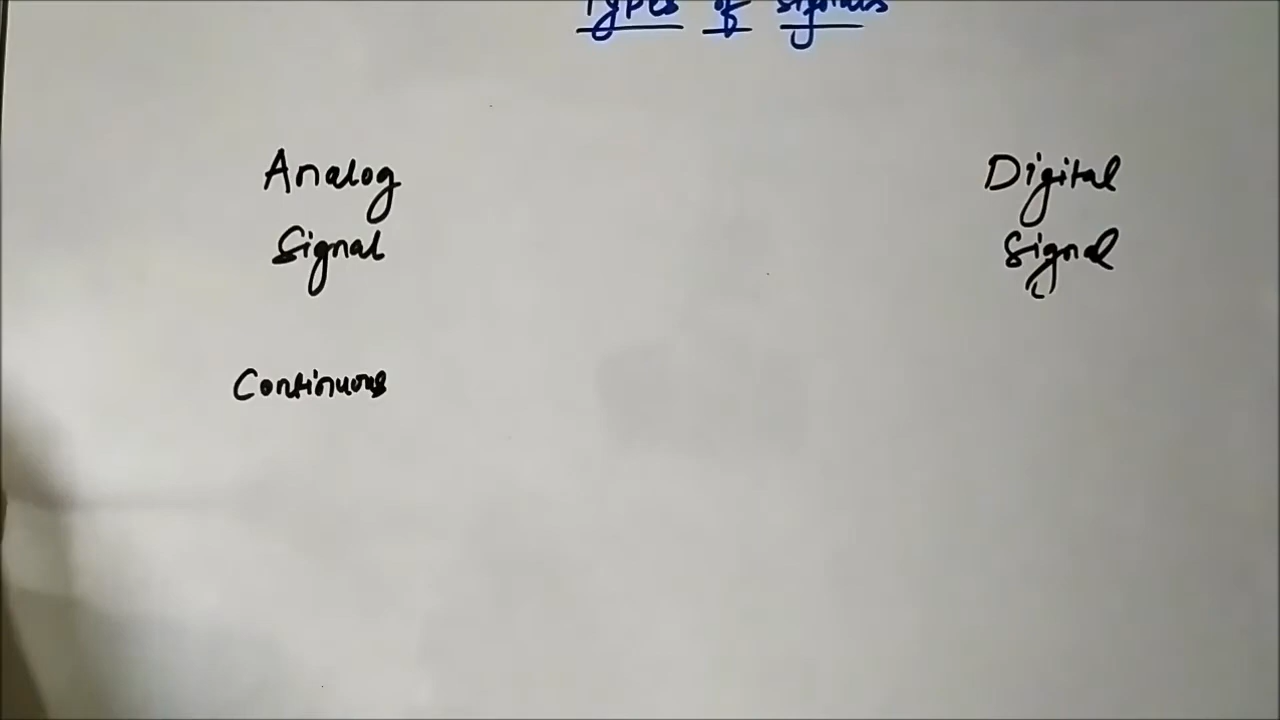 Types of signals
Analog
Signal
Digital
Signal
Continuous